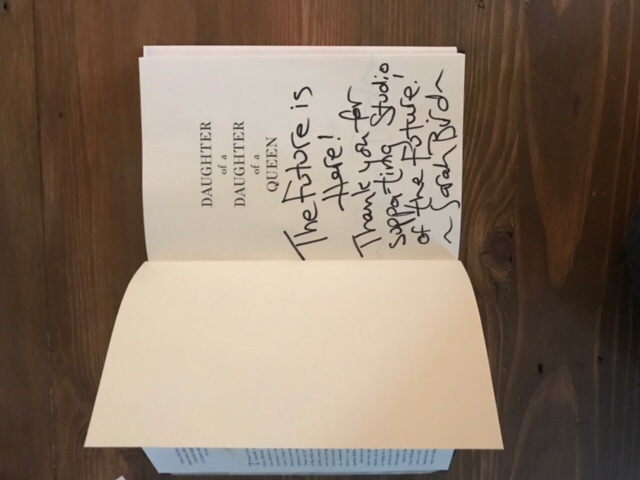 DAUGHTER
of a
DAUGHTER
of a
QUEEN
The Future is
Here!
Thank you for
supporting Studio
of the Future!
~ Sarah Bird ~